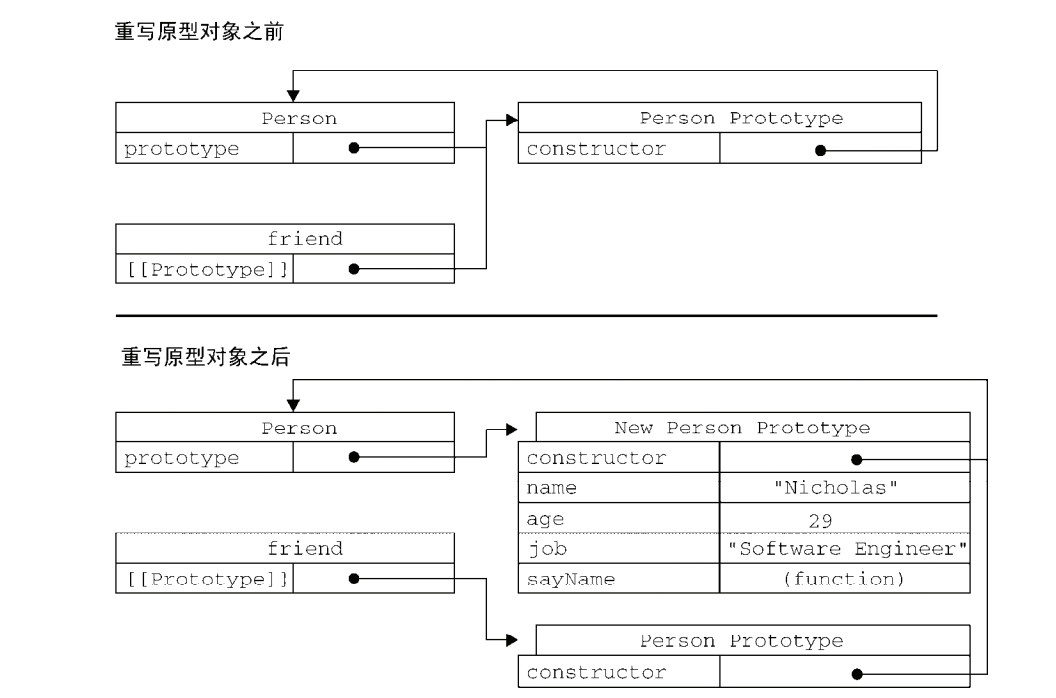 重写原型对象之前
Person
prototype
Person Prototype
constructor
friend
[[Prototype]]
重写原型对象之后
Person
prototype
New Person Prototype
constructor
name "Nicholas"
age 29
job "Software Engineer"
sayName (function)
friend
[[Prototype]]
Person Prototype
constructor